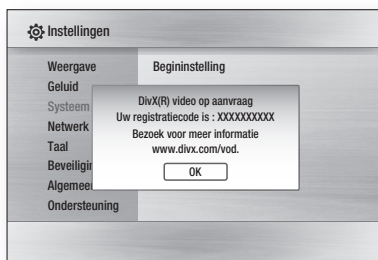 Instellingen
Weergave
Geluid
Systeem
Netwerk
Taal
Algemee
Ondersteuning
Begininstelling
DivX(R) video op aanvraag
Uw registratiecode is : XXXXXXXXXX
Bezoek voor meer informatie
www.divx.com/vod.
OK